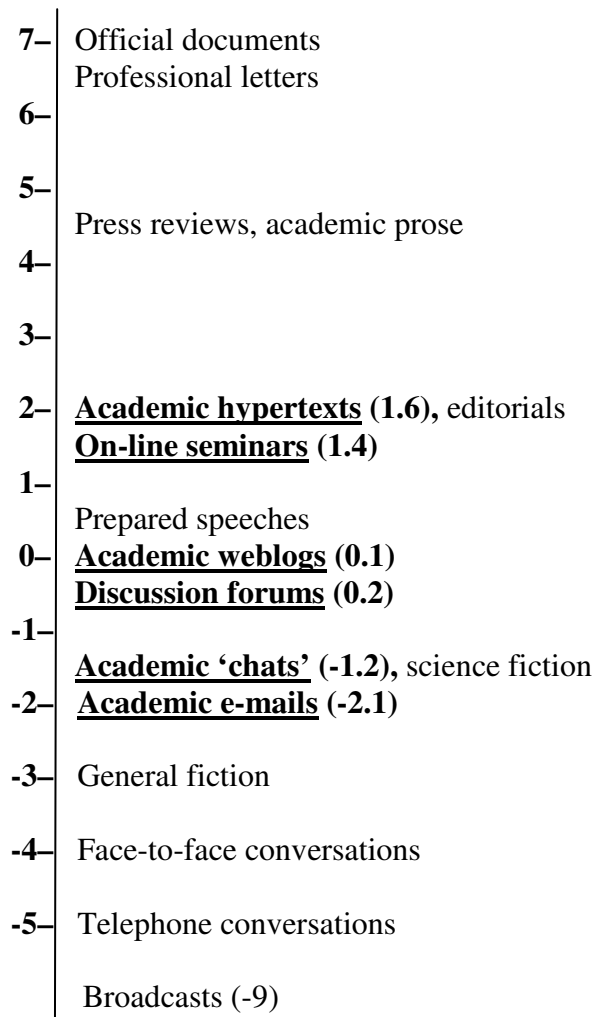 7– Official documents
Professional letters
6–
5–
Press reviews, academic prose
4–
3–
2– Academic hypertexts (1.6), editorials
On-line seminars (1.4)
1–
Prepared speeches
0– Academic weblogs (0.1)
Discussion forums (0.2)
-1–
Academic ‘chats’ (-1.2), science fiction
-2– Academic e-mails (-2.1)
-3– General fiction
-4– Face-to-face conversations
-5– Telephone conversations
Broadcasts (-9)